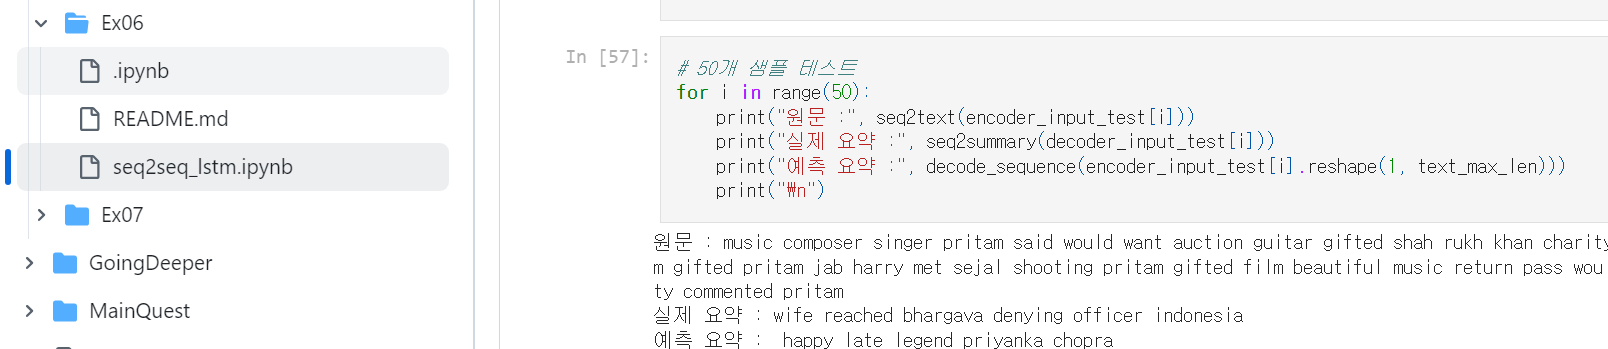 Ex06
.ipynb
README.md
seq2seq_lstm.ipynb
Ex07
GoingDeeper
MainQuest
In [57]:
# 50개 샘플 테스트
for i in range(50):
    print("원문 :", seq2text(encoder_input_test[i]))
    print("실제 요약 :", seq2summary(decoder_input_test[i]))
    print("예측 요약 :", decode_sequence(encoder_input_test[i].reshape(1, text_max_len)))
    print("₩n")
원문 : music composer singer pritam said would want auction guitar gifted shah rukh khan charity
m gifted pritam jab harry met sejal shooting pritam gifted film beautiful music return pass wou
ty commented pritam
실제 요약 : wife reached bhargava denying officer indonesia
예측 요약 :  happy late legend priyanka chopra